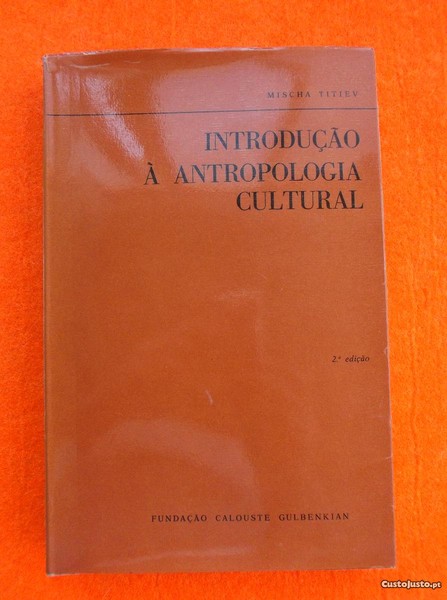 MISCHA TITIEV
INTRODUÇÃO
À ANTROPOLOGIA
CULTURAL
2.ª edição
FUNDAÇÃO CALOUSTE GULBENKIAN
CustoJusto.pt